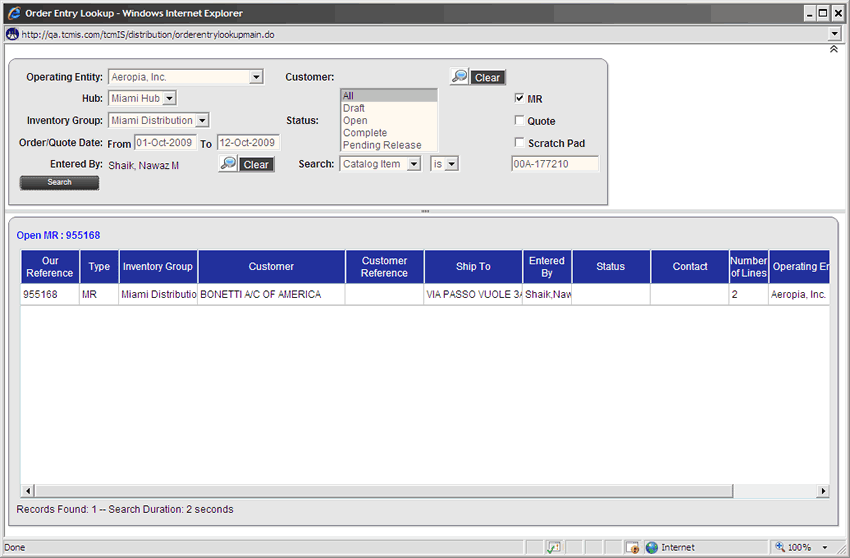 Order Entry Lookup - Windows Internet Explorer
http://qa.tcmis.com/tcmIS/distribution/orderentrylookupmain.do
Operating Entity: Aeropia, Inc. Customer: Clear
Hub: Miami Hub All MR
Draft
Inventory Group: Miami Distribution Status: Open Quote
Complete
Order/Quote Date: From 01-Oct-2009 To 12-Oct-2009 Pending Release Scratch Pad
Entered By: Shaik, Nawaz M Clear Search: Catalog Item is 00A-177210
Search
Open MR : 955168
Our Reference Type Inventory Group Customer Customer Reference Ship To Entered By Status Contact Number of Lines Operating En
955168 MR Miami Distributio BONETTI A/C OF AMERICA VIA PASSO VUOLE 3A Shaik,Naw 2 Aeropia, Inc.
Records Found: 1 -- Search Duration: 2 seconds
Done Internet 100%